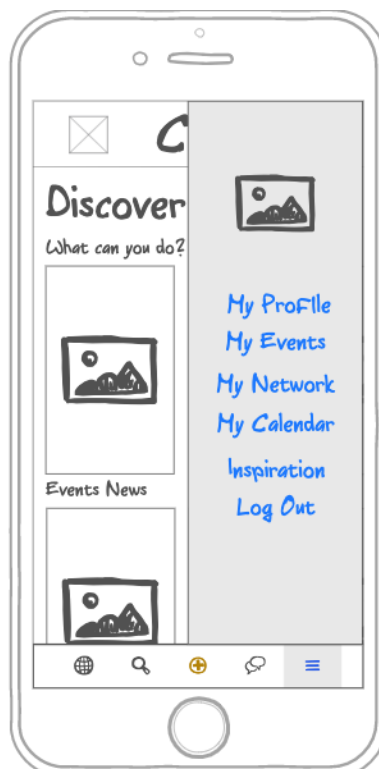 C
Discover
What can you do?
Events News
My Profile
My Events
My Network
My Calendar
Inspiration
Log Out